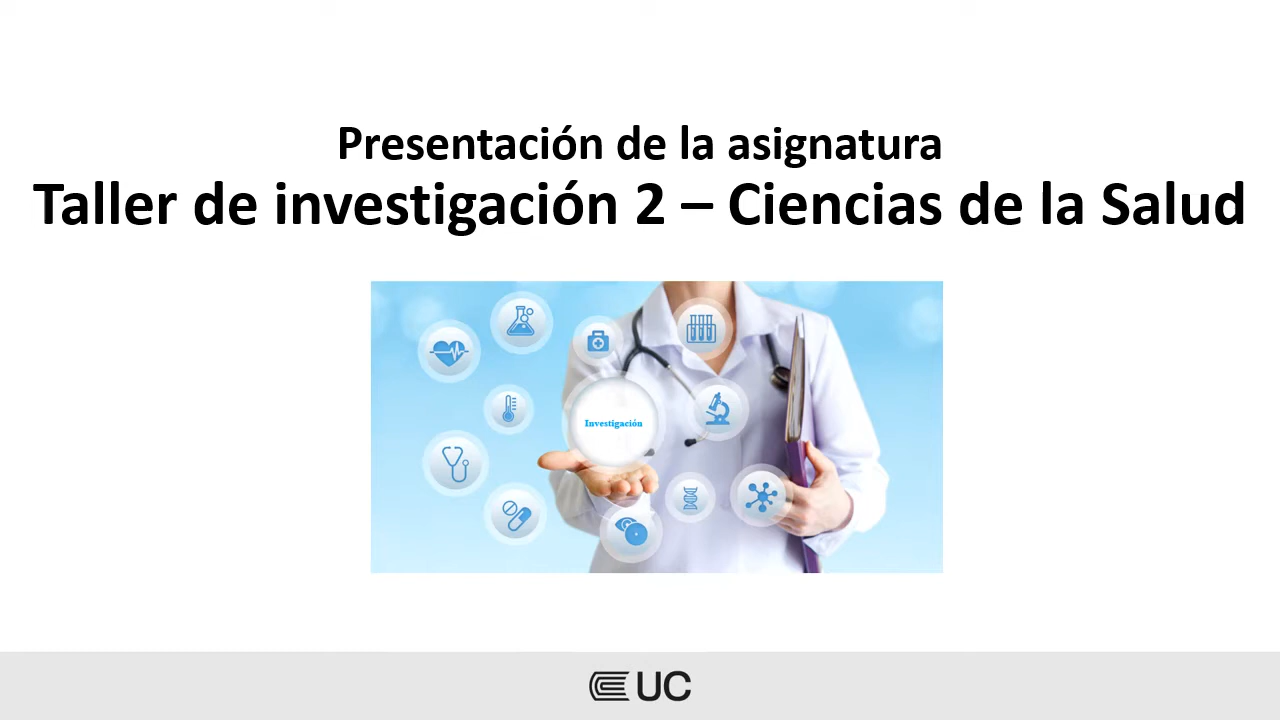 Presentación de la asignatura
Taller de investigación 2 – Ciencias de la Salud
Investigación
UC